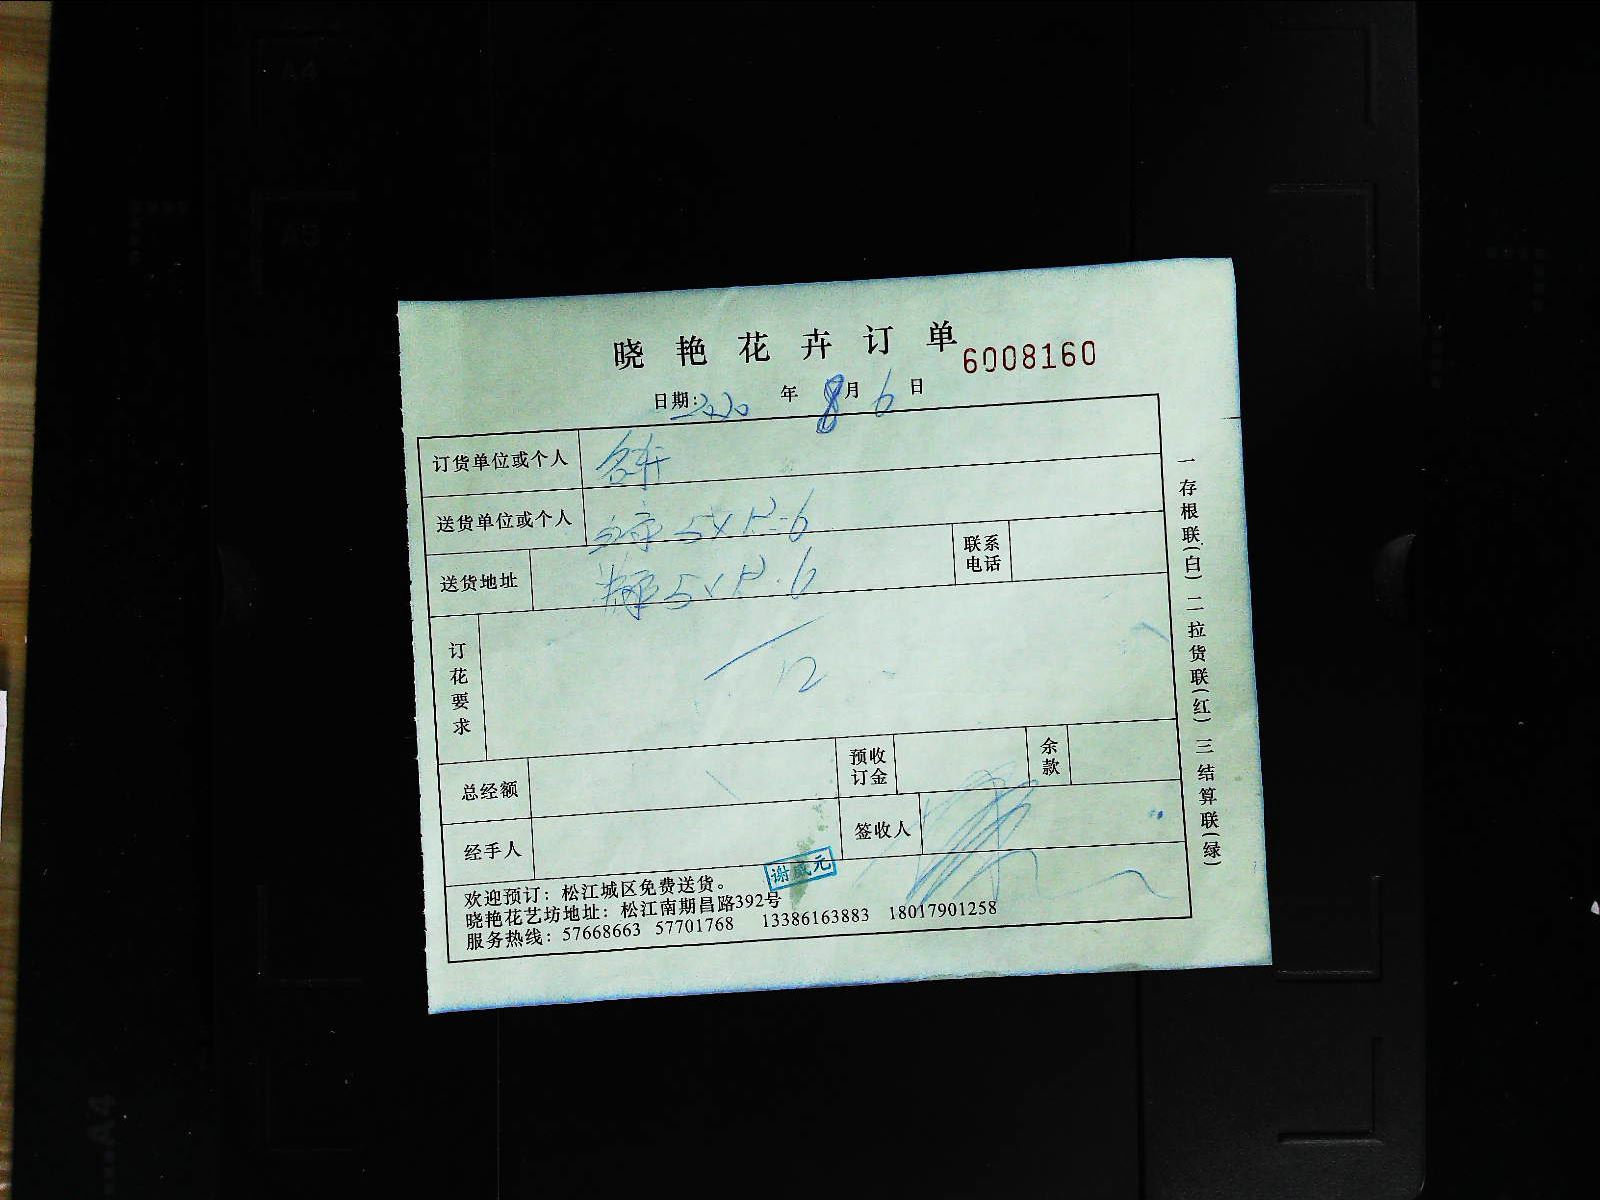 晓艳花卉订单 6008160
日期: 2020 年 8 月 6 日
订货单位或个人
送货单位或个人
送货地址 联系电话
订花要求
12
总经额 预收订金 余款
经手人 签收人
谢威元
欢迎预订：松江城区免费送货。
晓艳花艺坊地址：松江南期昌路392号
服务热线：57668663 57701768 13386163883 18017901258
一存根联(白) 二拉货联(红) 三结算联(绿)
A4
A5
A4